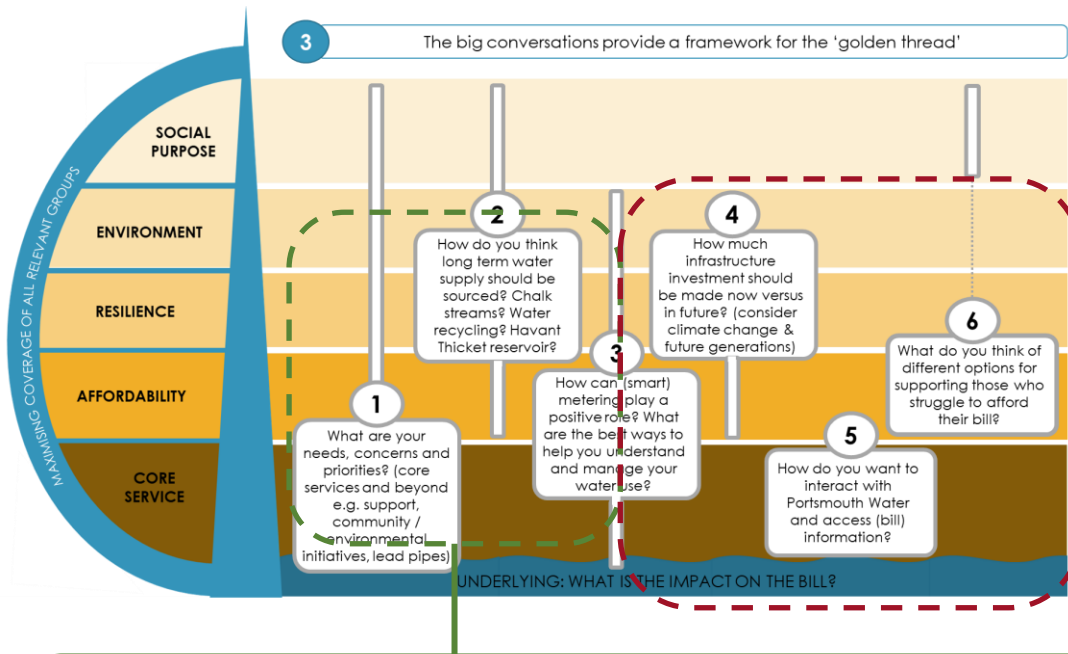 3
The big conversations provide a framework for the ‘golden thread’
MAXIMISING COVERAGE OF ALL RELEVANT GROUPS
SOCIAL
PURPOSE
ENVIRONMENT
RESILIENCE
AFFORDABILITY
CORE
SERVICE
1
What are your
needs, concerns and
priorities? (core
services and beyond
e.g. support,
community /
environmental
initiatives, lead pipes)
2
How do you think
long term water
supply should be
sourced? Chalk
streams? Water
recycling? Havant
Thicket reservoir?
3
How can (smart)
metering play a
positive role? What
are the best ways to
help you understand
and manage your
water use?
4
How much
infrastructure
investment should
be made now versus
in future? (consider
climate change &
future generations)
5
How do you want to
interact with
Portsmouth Water
and access (bill)
information?
6
What do you think of
different options for
supporting those who
struggle to afford
their bill?
UNDERLYING: WHAT IS THE IMPACT ON THE BILL?